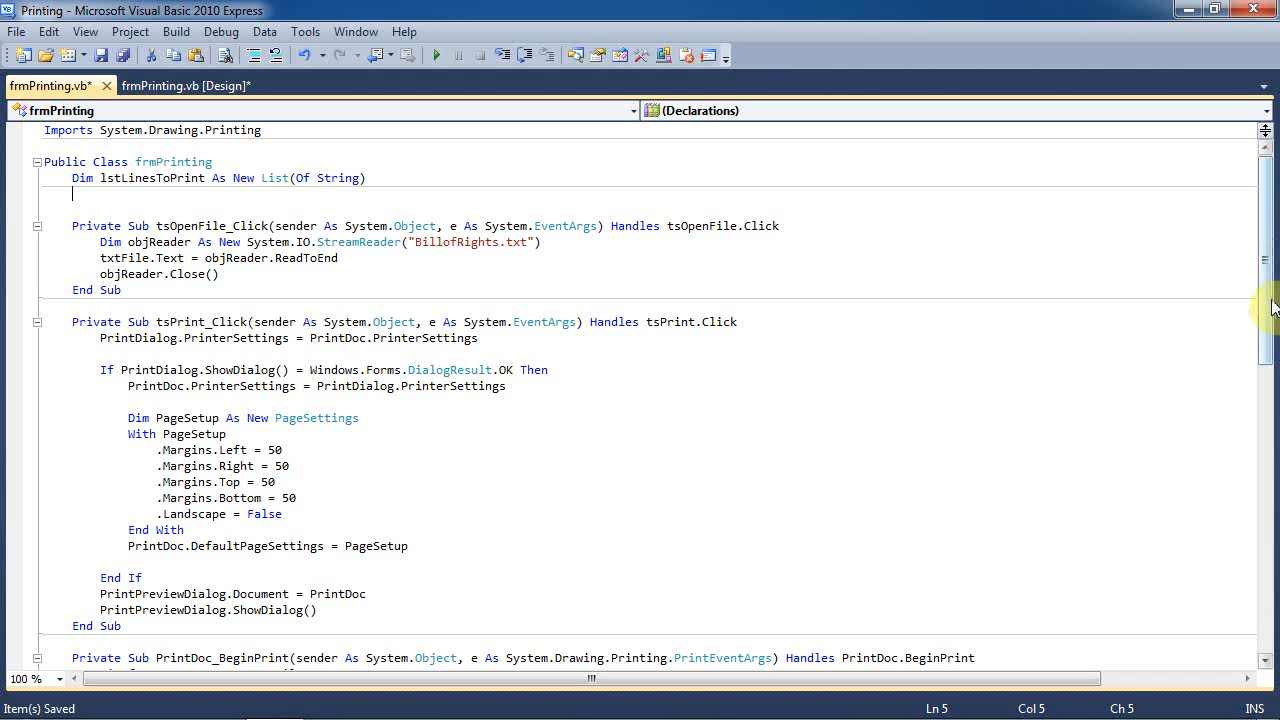 Printing - Microsoft Visual Basic 2010 Express
File Edit View Project Build Debug Data Tools Window Help
frmPrinting.vb* frmPrinting.vb [Design]*
frmPrinting (Declarations)
Imports System.Drawing.Printing
Public Class frmPrinting
Dim lstLinesToPrint As New List(Of String)
Private Sub tsOpenFile_Click(sender As System.Object, e As System.EventArgs) Handles tsOpenFile.Click
Dim objReader As New System.IO.StreamReader("BillofRights.txt")
txtFile.Text = objReader.ReadToEnd
objReader.Close()
End Sub
Private Sub tsPrint_Click(sender As System.Object, e As System.EventArgs) Handles tsPrint.Click
PrintDialog.PrinterSettings = PrintDoc.PrinterSettings
If PrintDialog.ShowDialog() = Windows.Forms.DialogResult.OK Then
PrintDoc.PrinterSettings = PrintDialog.PrinterSettings
Dim PageSetup As New PageSettings
With PageSetup
.Margins.Left = 50
.Margins.Right = 50
.Margins.Top = 50
.Margins.Bottom = 50
.Landscape = False
End With
PrintDoc.DefaultPageSettings = PageSetup
End If
PrintPreviewDialog.Document = PrintDoc
PrintPreviewDialog.ShowDialog()
End Sub
Private Sub PrintDoc_BeginPrint(sender As System.Object, e As System.Drawing.Printing.PrintEventArgs) Handles PrintDoc.BeginPrint
100 %
Item(s) Saved Ln 5 Col 5 Ch 5 INS